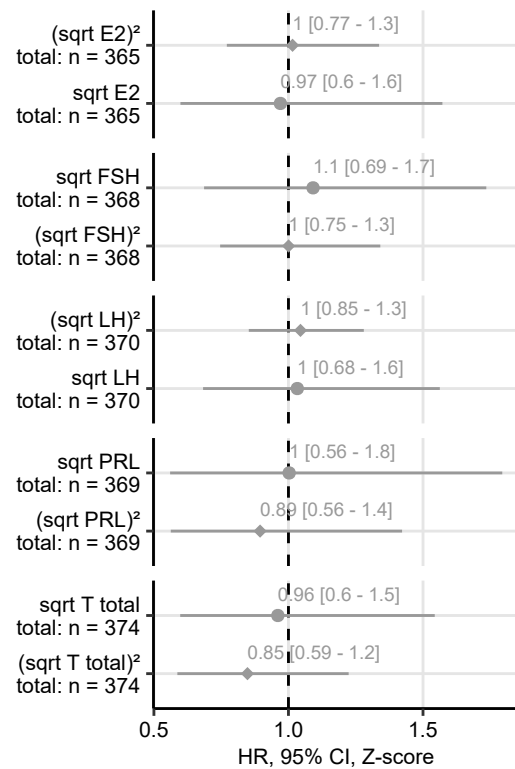 1 [0.77 - 1.3]
(sqrt E2)²
total: n = 365
0.97 [0.6 - 1.6]
sqrt E2
total: n = 365
1.1 [0.69 - 1.7]
sqrt FSH
total: n = 368
1 [0.75 - 1.3]
(sqrt FSH)²
total: n = 368
1 [0.85 - 1.3]
(sqrt LH)²
total: n = 370
1 [0.68 - 1.6]
sqrt LH
total: n = 370
1 [0.56 - 1.8]
sqrt PRL
total: n = 369
0.89 [0.56 - 1.4]
(sqrt PRL)²
total: n = 369
0.96 [0.6 - 1.5]
sqrt T total
total: n = 374
0.85 [0.59 - 1.2]
(sqrt T total)²
total: n = 374
0.5 1.0 1.5
HR, 95% CI, Z-score